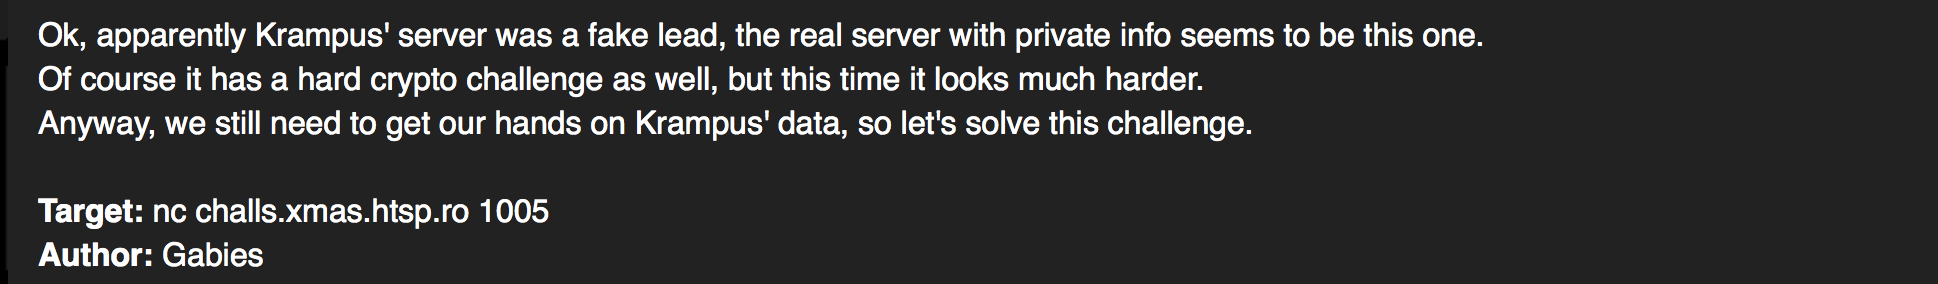 Ok, apparently Krampus' server was a fake lead, the real server with private info seems to be this one.
Of course it has a hard crypto challenge as well, but this time it looks much harder.
Anyway, we still need to get our hands on Krampus' data, so let's solve this challenge.
Target: nc challs.xmas.htsp.ro 1005
Author: Gabies